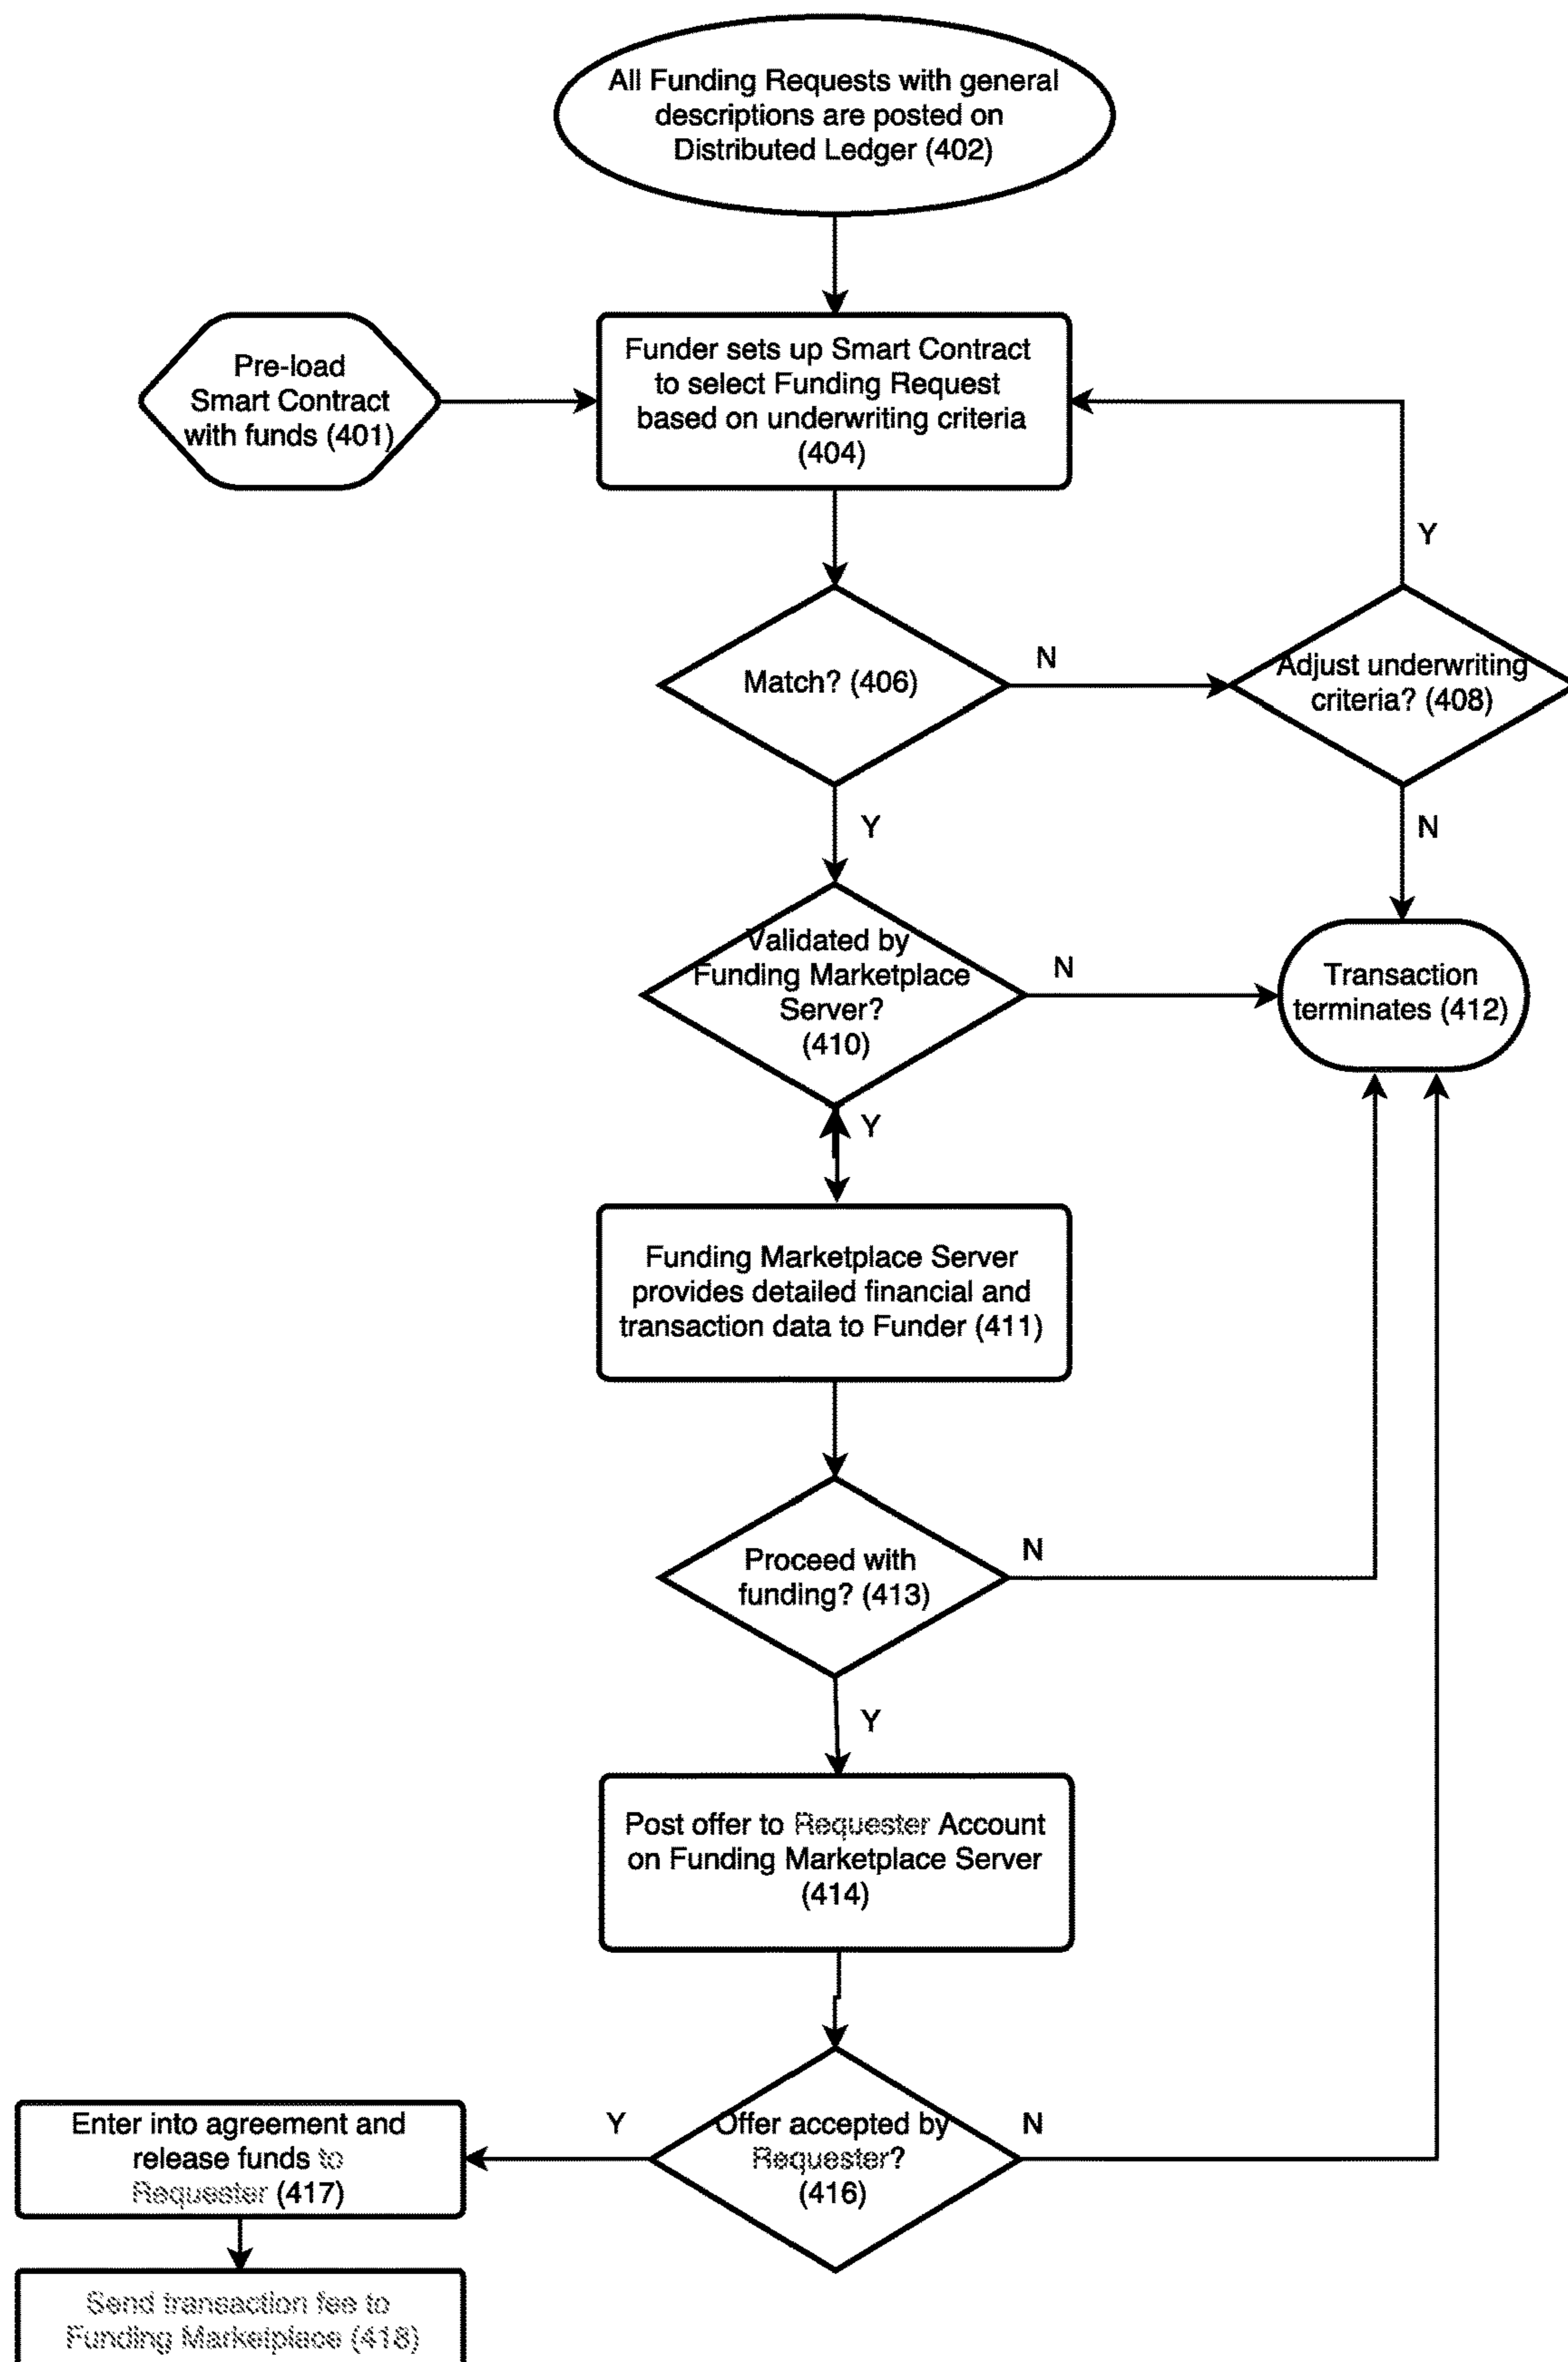 All Funding Requests with general
descriptions are posted on
Distributed Ledger (402)
Pre-load
Smart Contract
with funds (401)
Funder sets up Smart Contract
to select Funding Request
based on underwriting criteria
(404)
Y
Match? (406)
N
Adjust underwriting
criteria? (408)
Y
N
Validated by
Funding Marketplace
Server?
(410)
N
Transaction
terminates (412)
Y
Funding Marketplace Server
provides detailed financial and
transaction data to Funder (411)
Proceed with
funding? (413)
N
Y
Post offer to Requester Account
on Funding Marketplace Server
(414)
Enter into agreement and
release funds to
Requester (417)
Y
Offer accepted by
Requester?
(416)
N
Send transaction fee to
Funding Marketplace (418)